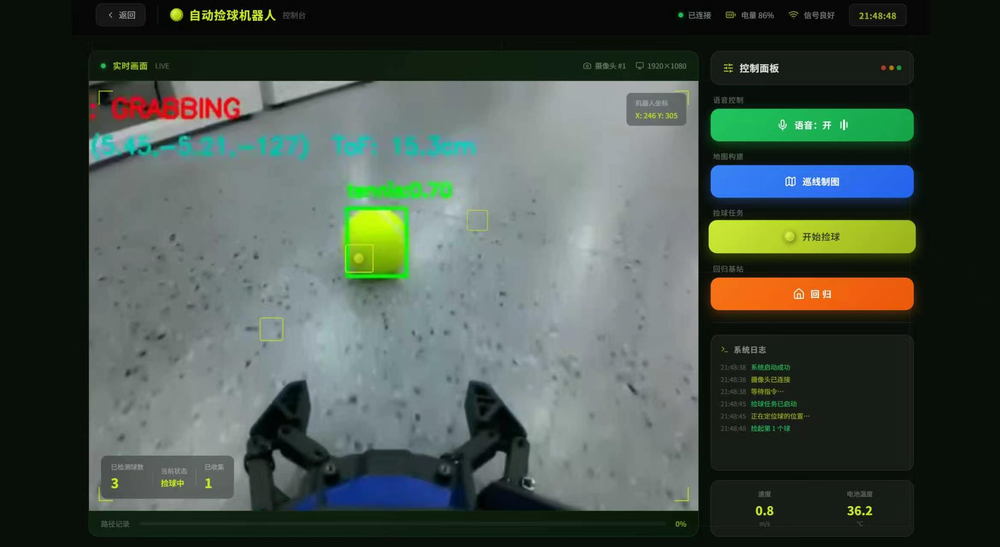 返回
自动捡球机器人 控制台
已连接
电量 86%
信号良好
21:48:48
实时画面 LIVE
摄像头 #1
1920×1080
: GRABBING
(5.45,-5.21,-127) ToF: 15.3cm
机器人坐标
X: 246 Y: 305
tennis:0.70
已检测球数
3
当前状态
捡球中
已收集
1
路径记录
0%
控制面板
语音控制
语音: 开
地图构建
巡线制图
捡球任务
开始捡球
回归基站
回 归
系统日志
21:48:38 系统启动成功
21:48:38 摄像头已连接
21:48:38 等待指令…
21:48:45 捡球任务已启动
21:48:45 正在定位球的位置…
21:48:48 捡起第 1 个球
速度
0.8
m/s
电池温度
36.2
°C